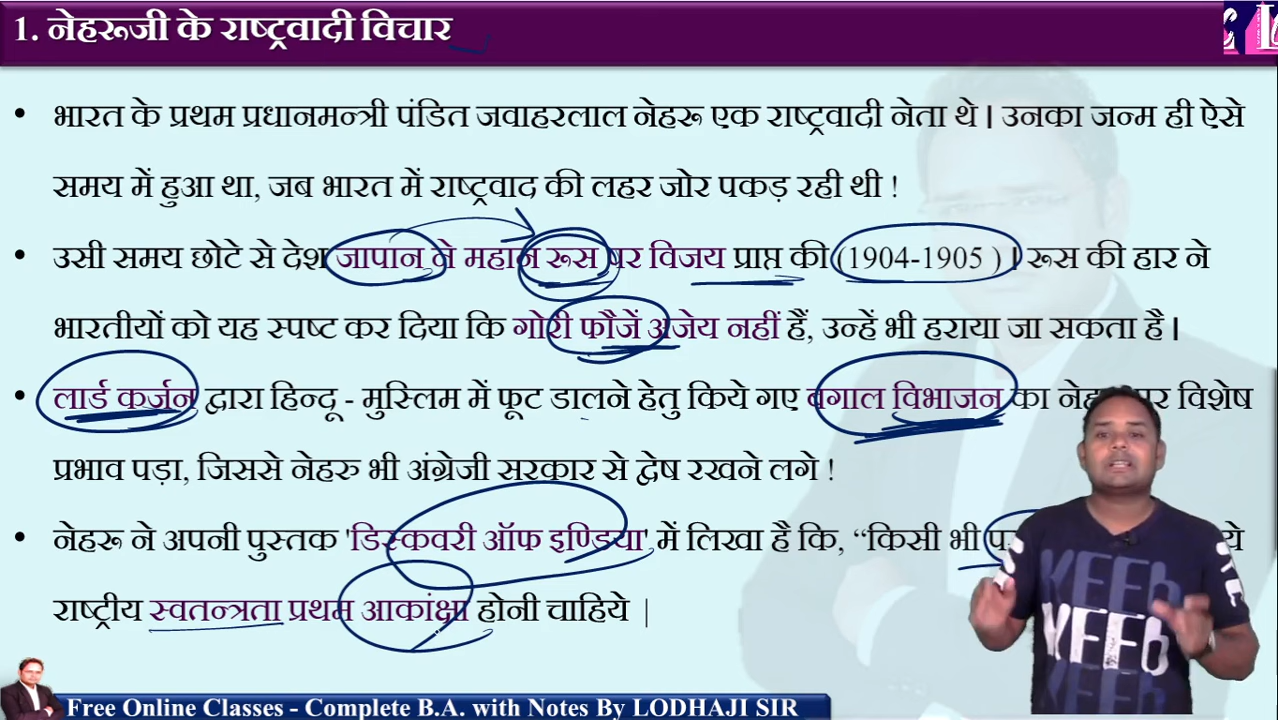 1. नेहरूजी के राष्ट्रवादी विचार
• भारत के प्रथम प्रधानमन्त्री पंडित जवाहरलाल नेहरू एक राष्ट्रवादी नेता थे । उनका जन्म ही ऐसे
समय में हुआ था, जब भारत में राष्ट्रवाद की लहर जोर पकड़ रही थी !
• उसी समय छोटे से देश जापान ने महान रूस पर विजय प्राप्त की (1904-1905 ) । रूस की हार ने
भारतीयों को यह स्पष्ट कर दिया कि गोरी फौजें अजेय नहीं हैं, उन्हें भी हराया जा सकता है ।
• लार्ड कर्जन द्वारा हिन्दू - मुस्लिम में फूट डालने हेतु किये गए बंगाल विभाजन का पर विशेष
प्रभाव पड़ा, जिससे नेहरु भी अंग्रेजी सरकार से द्वेष रखने लगे !
• नेहरू ने अपनी पुस्तक 'डिस्कवरी ऑफ इण्डिया' में लिखा है कि, “किसी भी
राष्ट्रीय स्वतन्त्रता प्रथम आकांक्षा होनी चाहिये |
Free Online Classes - Complete B.A. with Notes By LODHAJI SIR